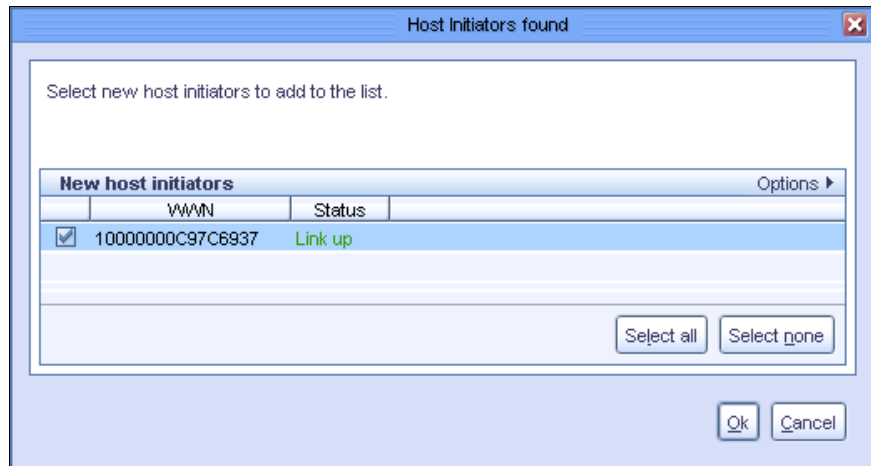 Host Initiators found
Select new host initiators to add to the list.
New host initiators Options
WWN Status
10000000C97C6937 Link up
Select all Select none
Ok Cancel